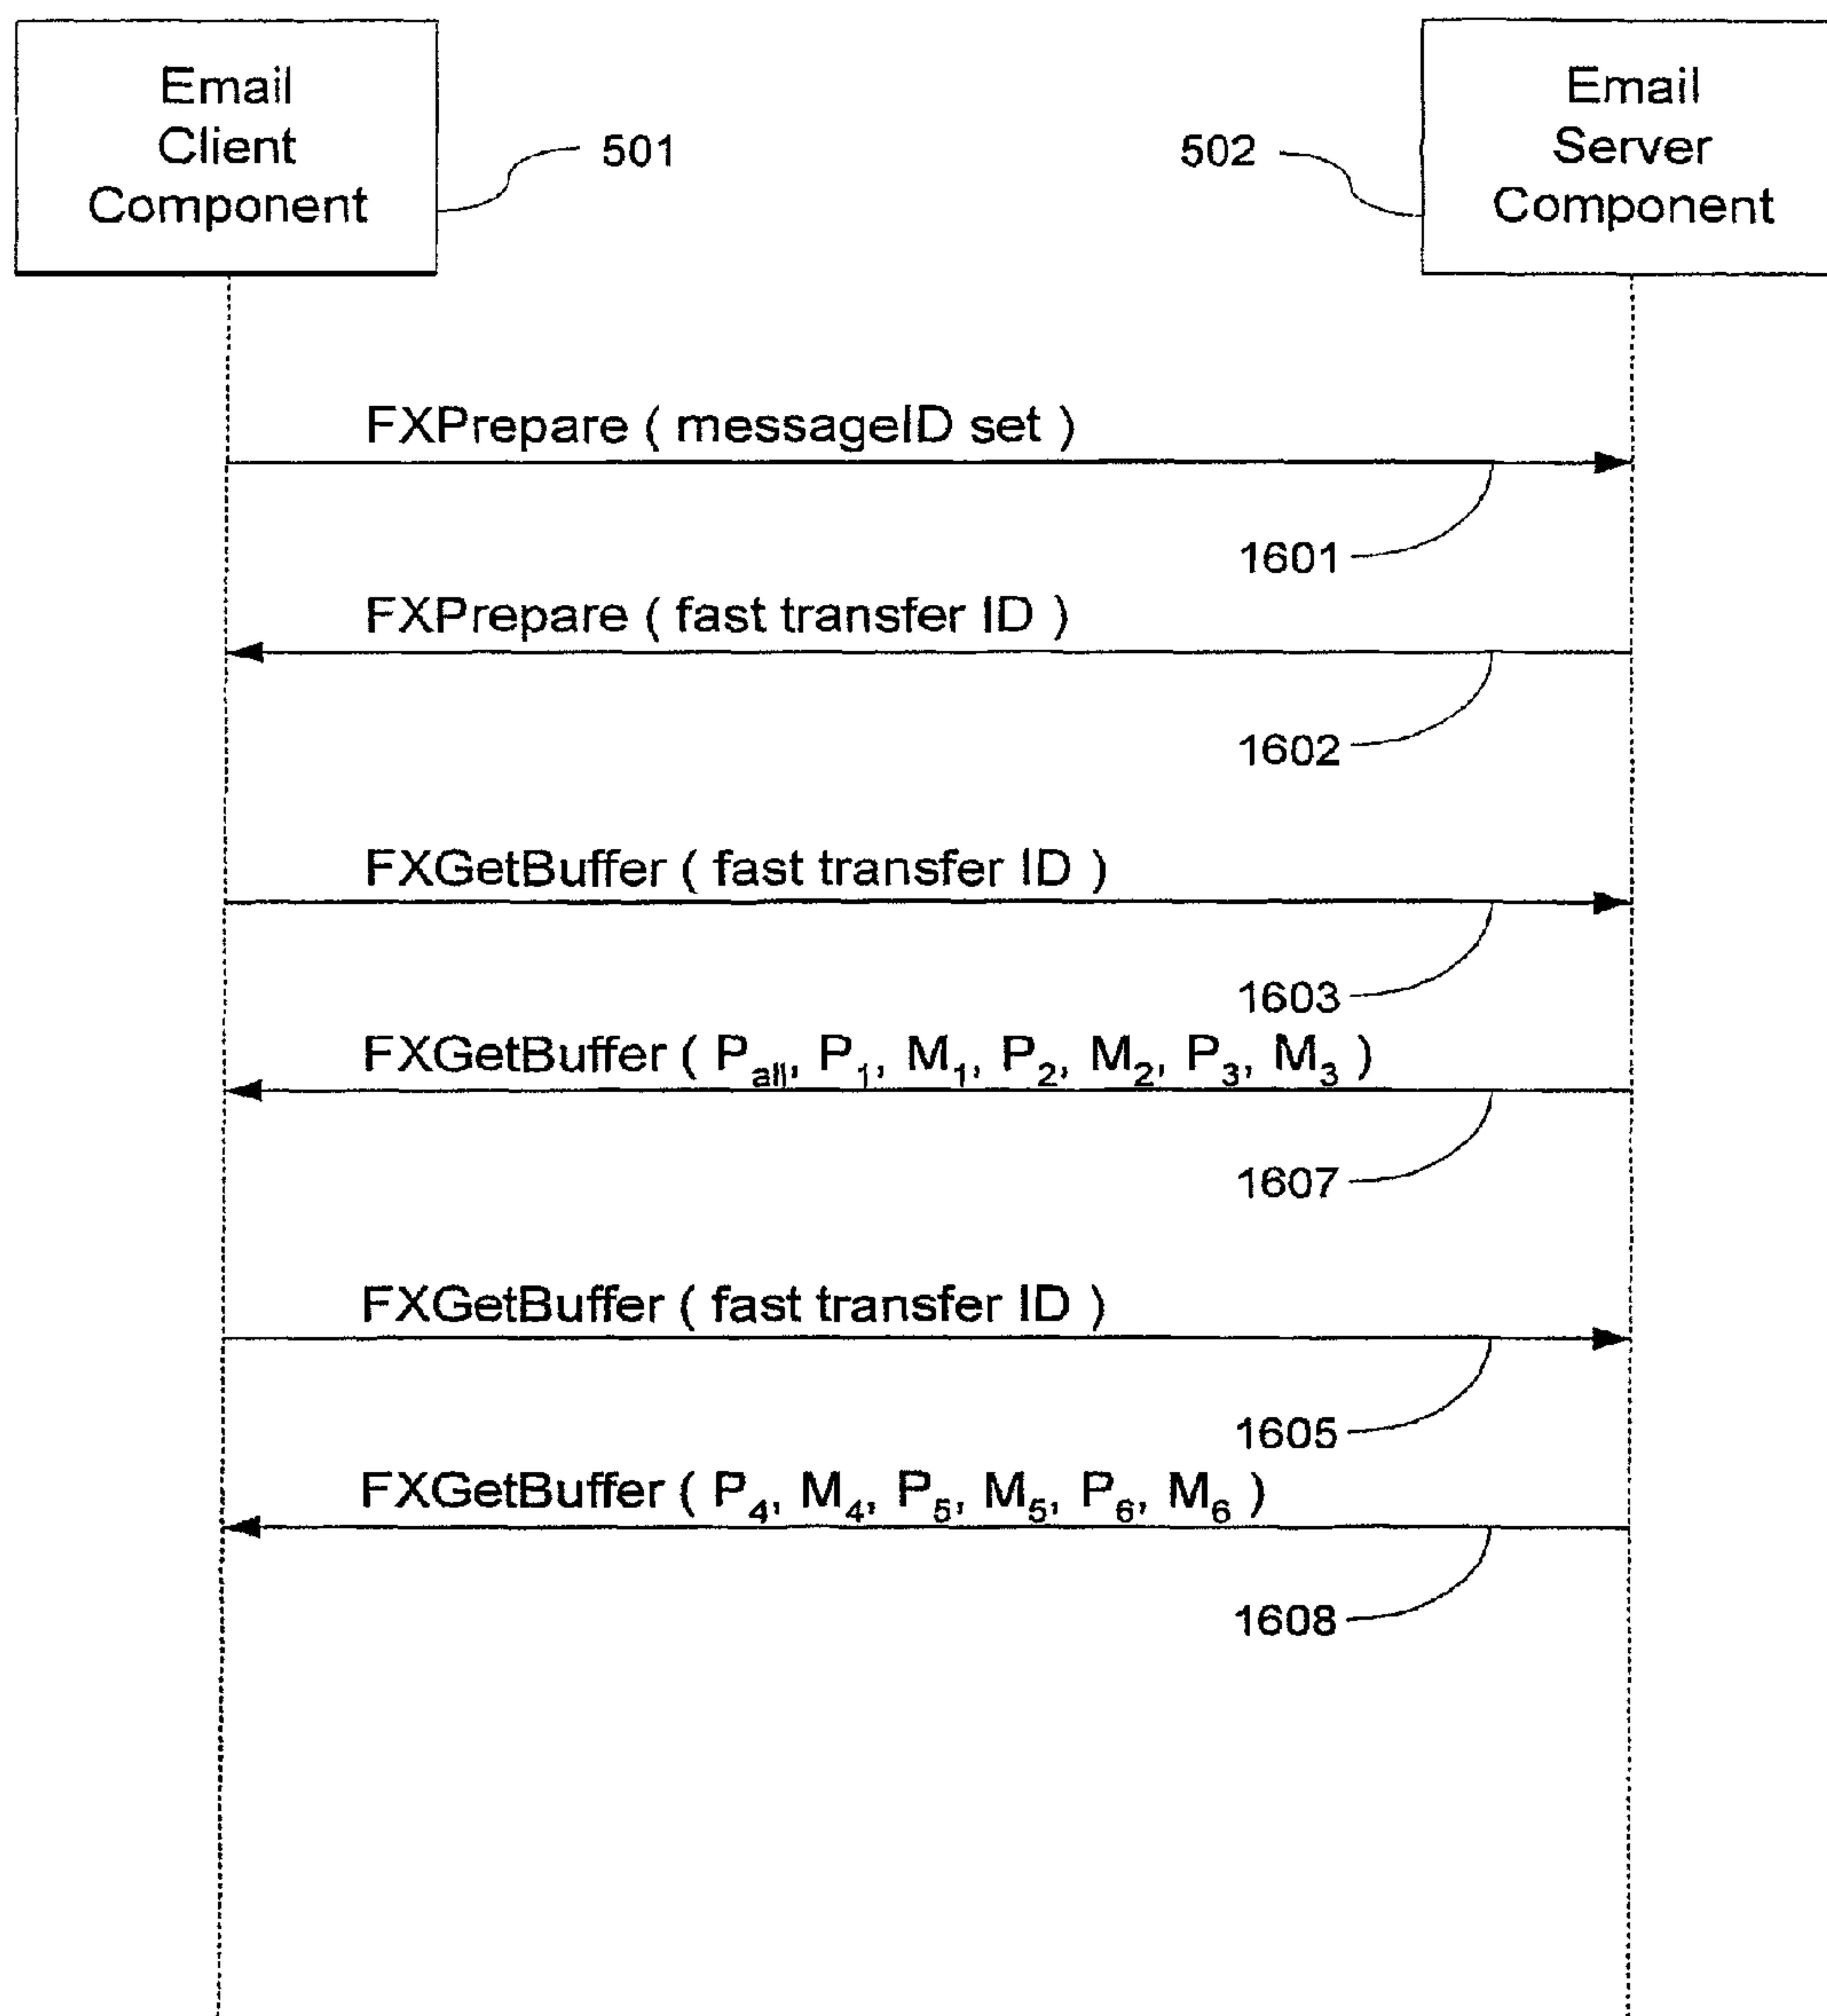 Email
Client
Component
501
502
Email
Server
Component
FXPrepare ( messageID set )
1601
FXPrepare ( fast transfer ID )
1602
FXGetBuffer ( fast transfer ID )
1603
FXGetBuffer ( Pall, P1, M1, P2, M2, P3, M3 )
1607
FXGetBuffer ( fast transfer ID )
1605
FXGetBuffer ( P4, M4, P5, M5, P6, M6 )
1608